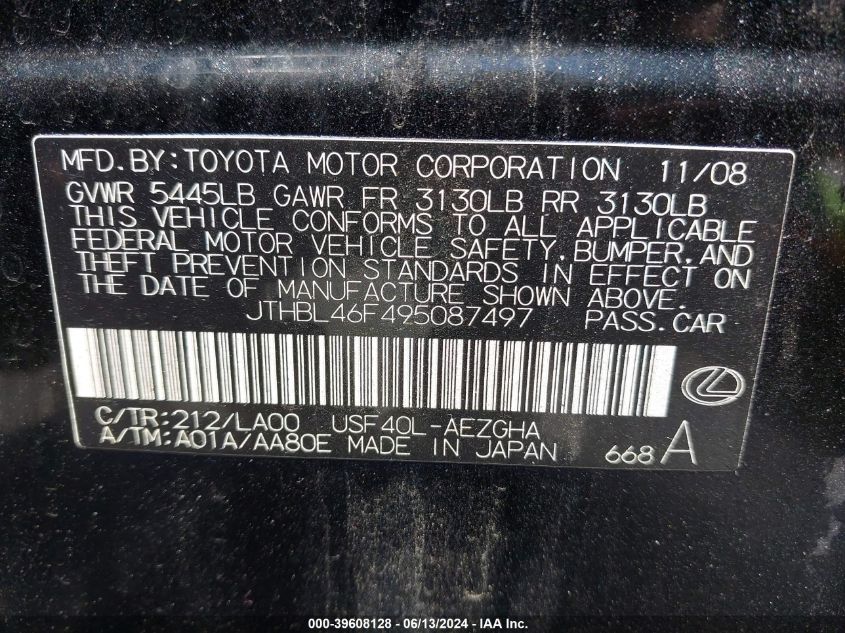 MFD.BY:TOYOTA MOTOR CORPORATION 11/08
GVWR 5445LB GAWR FR 3130LB RR 3130LB
THIS VEHICLE CONFORMS TO ALL APPLICABLE
FEDERAL MOTOR VEHICLE SAFETY,BUMPER,AND
THEFT PREVENTION STANDARDS IN EFFECT ON
THE DATE OF MANUFACTURE SHOWN ABOVE.
JTHBL46F495087497 PASS.CAR
C/TR:212/LA00 USF40L-AEZGHA
A/TM:A01A/AA80E MADE IN JAPAN 668A
000-39608128 - 06/13/2024 - IAA Inc.